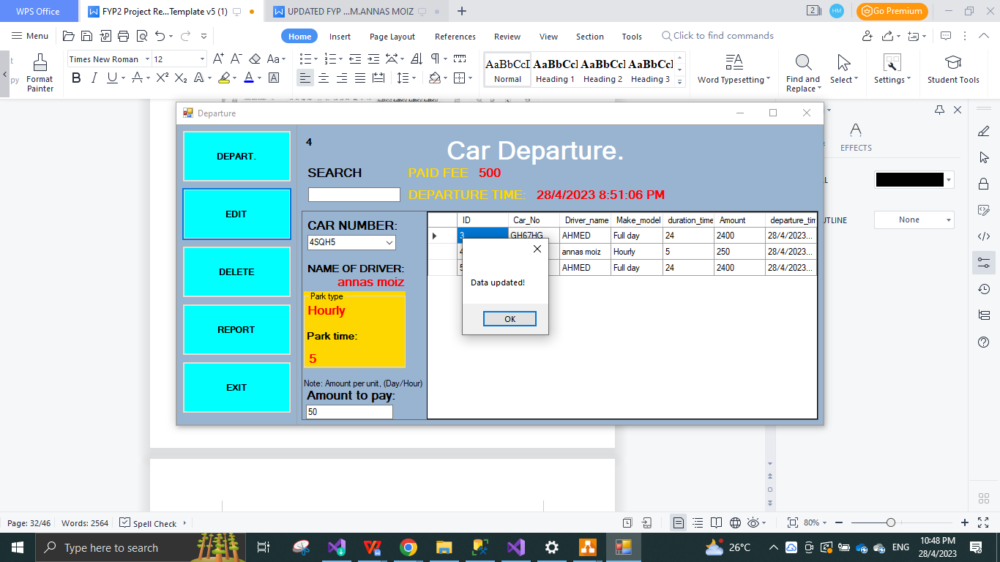 WPS Office
FYP2 Project Re...Template v5 (1)
UPDATED FYP ...M.ANNAS MOIZ
2
HM
Go Premium
Menu
Home
Insert
Page Layout
References
Review
View
Section
Tools
Click to find commands
Format Painter
Times New Roman
12
AaBbCcD
Normal
AaBbCcI
Heading 1
AaBbCcI
Heading 2
AaBbCcI
Heading 3
Word Typesetting
Find and Replace
Select
Settings
Student Tools
EFFECTS
None
Departure
DEPART.
EDIT
DELETE
REPORT
EXIT
4
Car Departure.
SEARCH
PAID FEE 500
DEPARTURE TIME: 28/4/2023 8:51:06 PM
CAR NUMBER:
4SQH5
NAME OF DRIVER:
annas moiz
Park type
Hourly
Park time:
5
Note: Amount per unit, (Day/Hour)
Amount to pay:
50
ID Car_No Driver_name Make_model duration_time Amount departure_tim
3 GH67HG AHMED Full day 24 2400 28/4/2023...
4 annas moiz Hourly 5 250 28/4/2023...
5 AHMED Full day 24 2400 28/4/2023...
Data updated!
OK
Page: 32/46
Words: 2564
Spell Check
80%
Type here to search
26°C
ENG
10:48 PM
28/4/2023